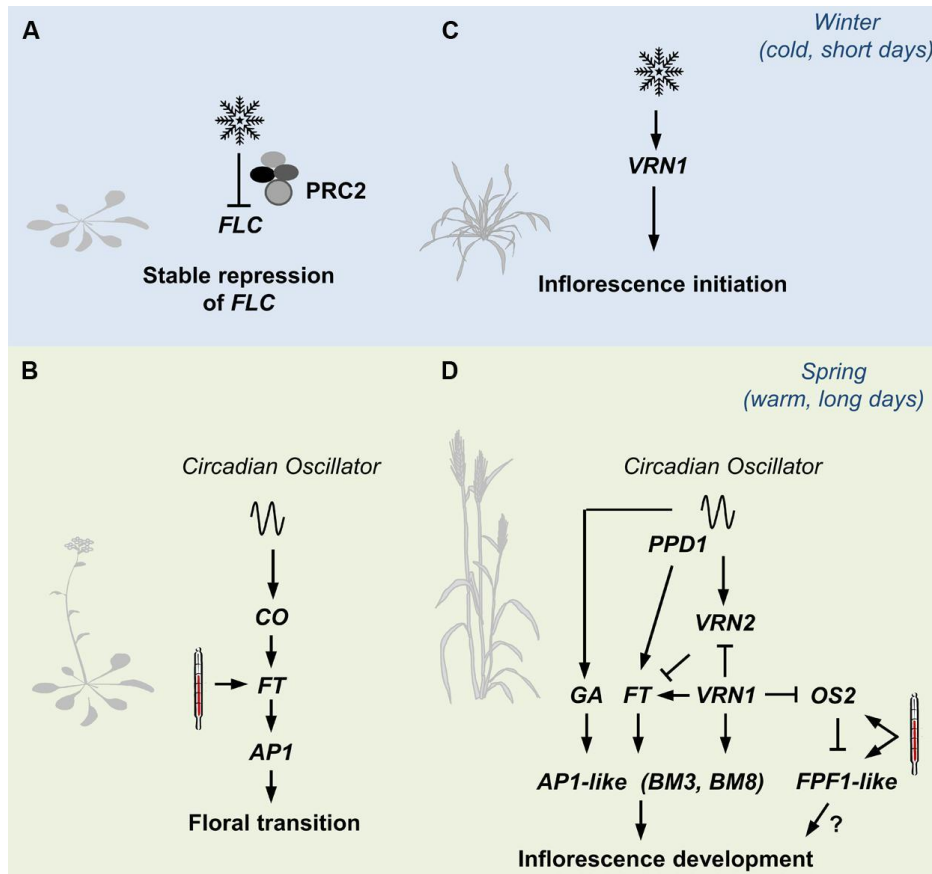 A
C
Winter
(cold, short days)
VRN1
PRC2
FLC
Stable repression
of FLC
Inflorescence initiation
B
D
Spring
(warm, long days)
Circadian Oscillator
CO
FT
AP1
Floral transition
Circadian Oscillator
PPD1
VRN2
GA FT VRN1 OS2
AP1-like (BM3, BM8) FPF1-like
?
Inflorescence development